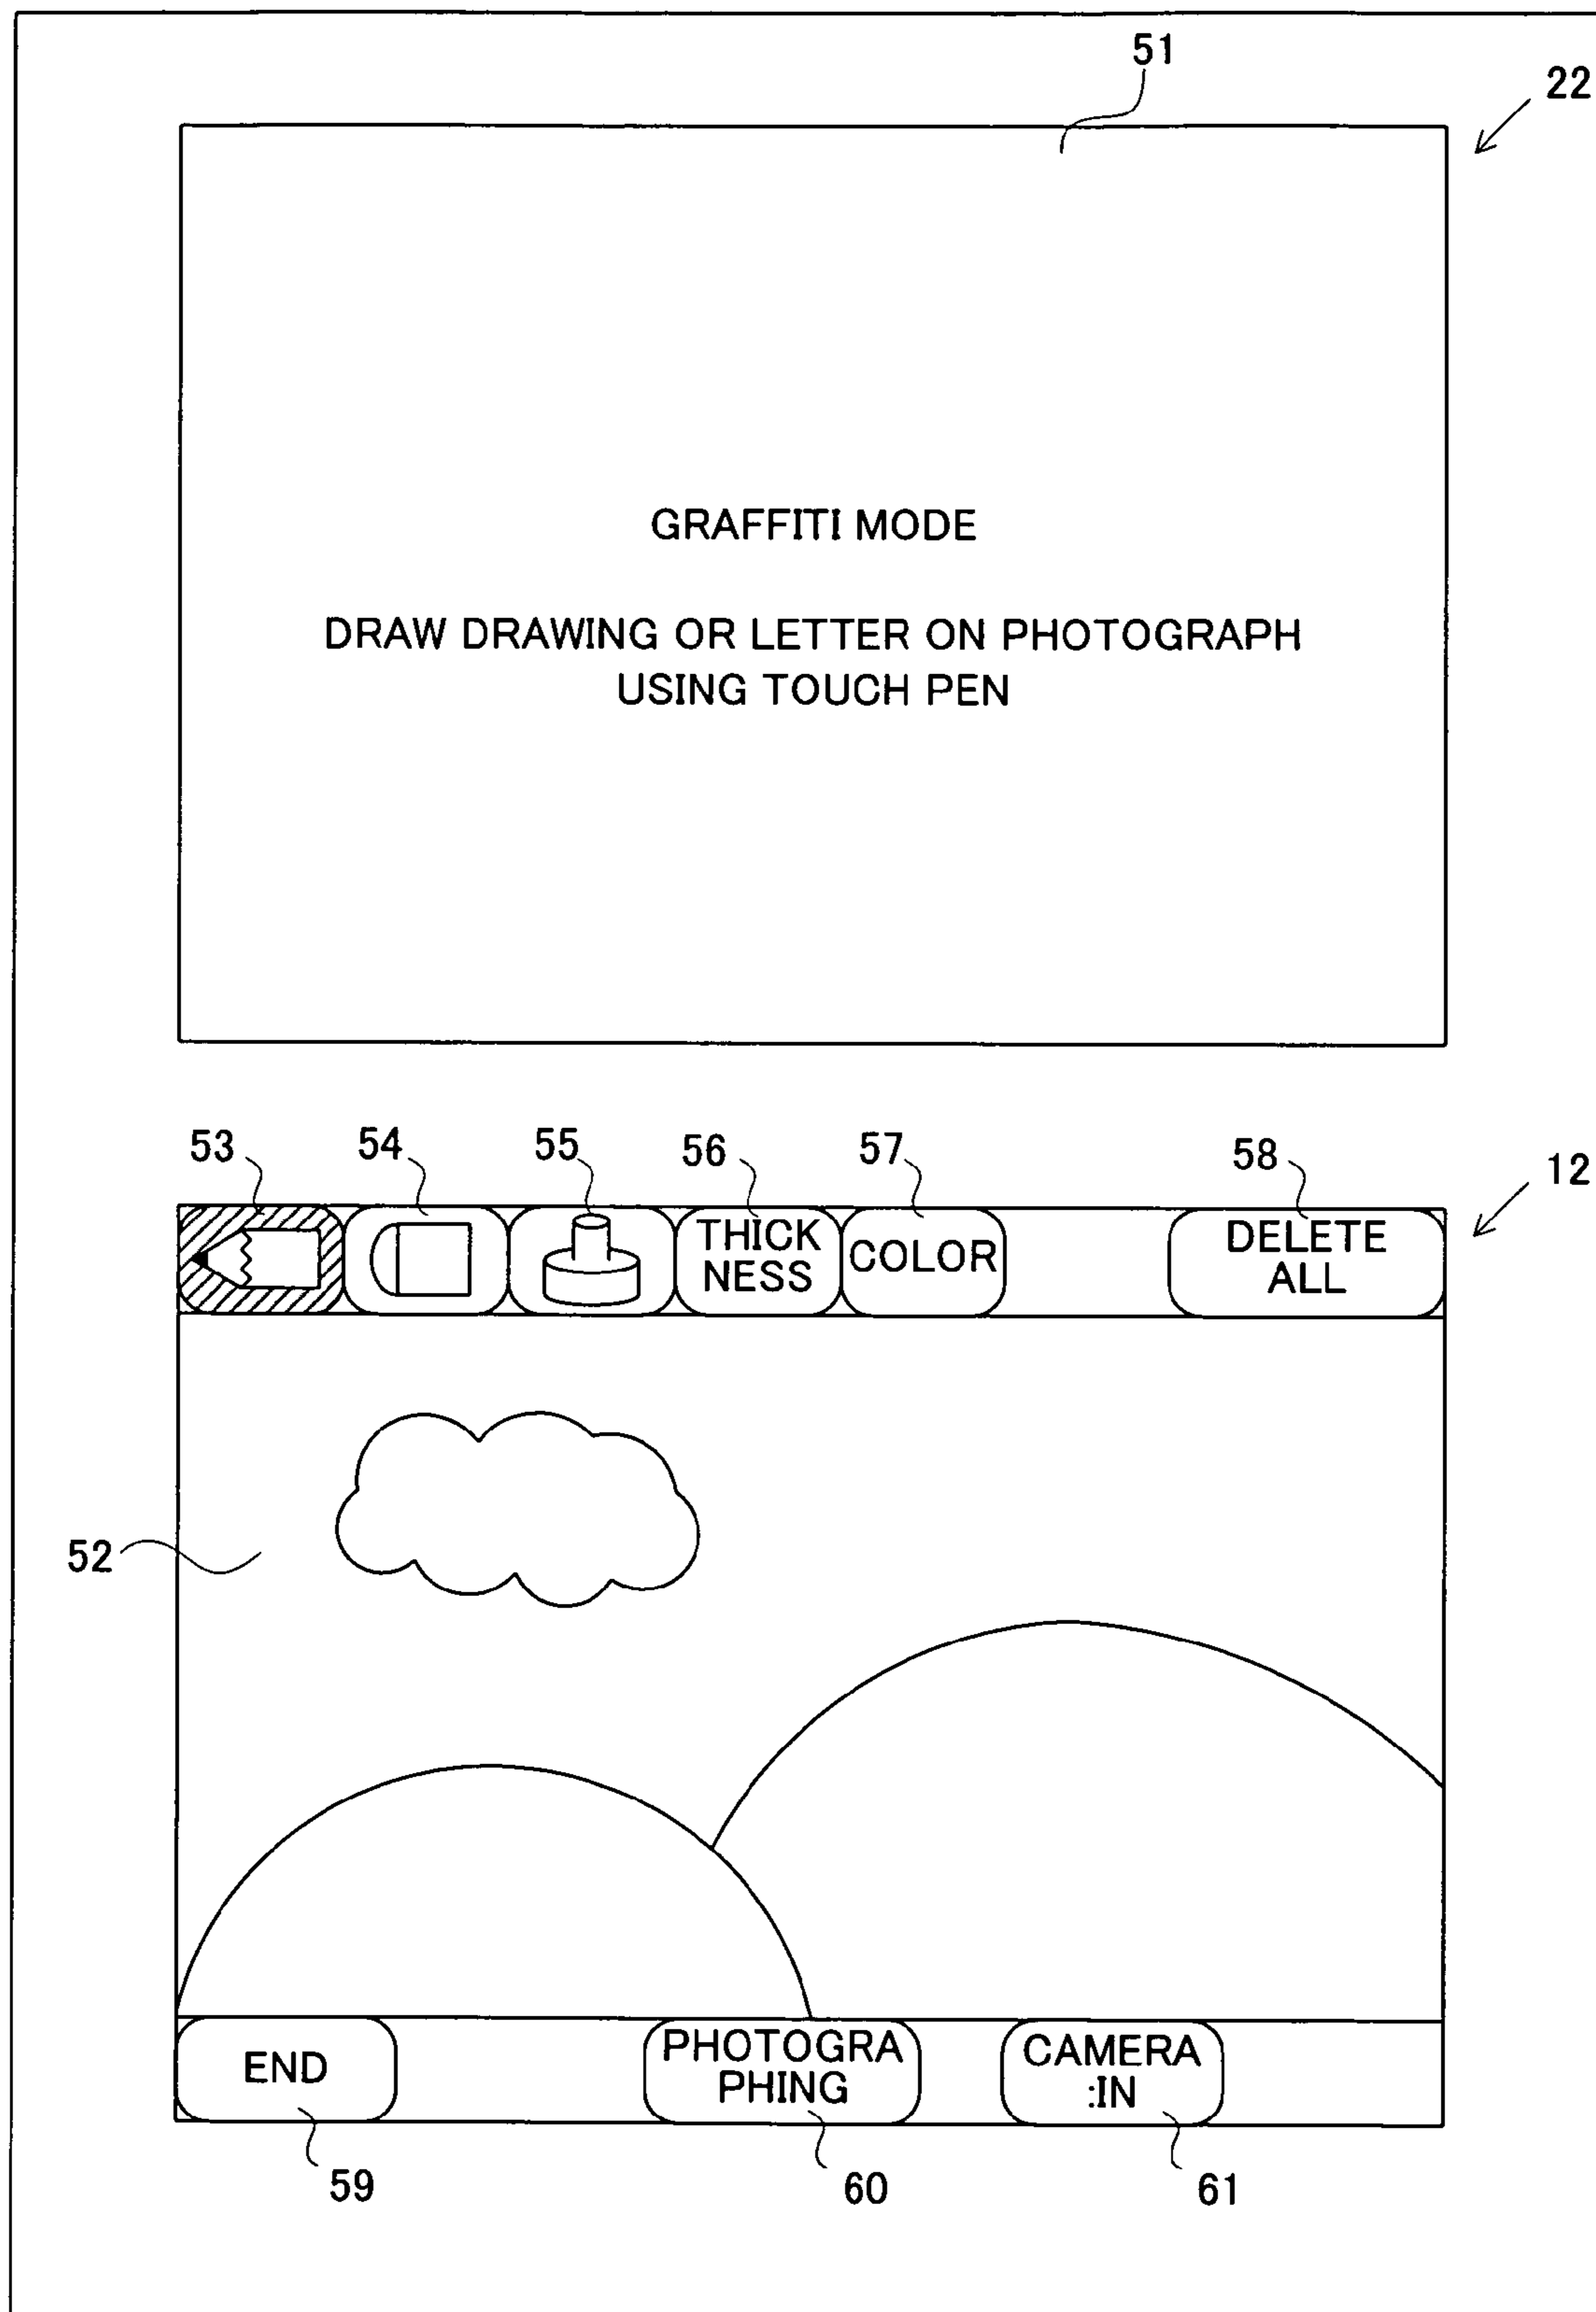 51
22
GRAFFITI MODE
DRAW DRAWING OR LETTER ON PHOTOGRAPH
USING TOUCH PEN
53
54
55
56
57
58
12
THICK
NESS
COLOR
DELETE
ALL
52
END
PHOTOGRA
PHING
CAMERA
:IN
59
60
61